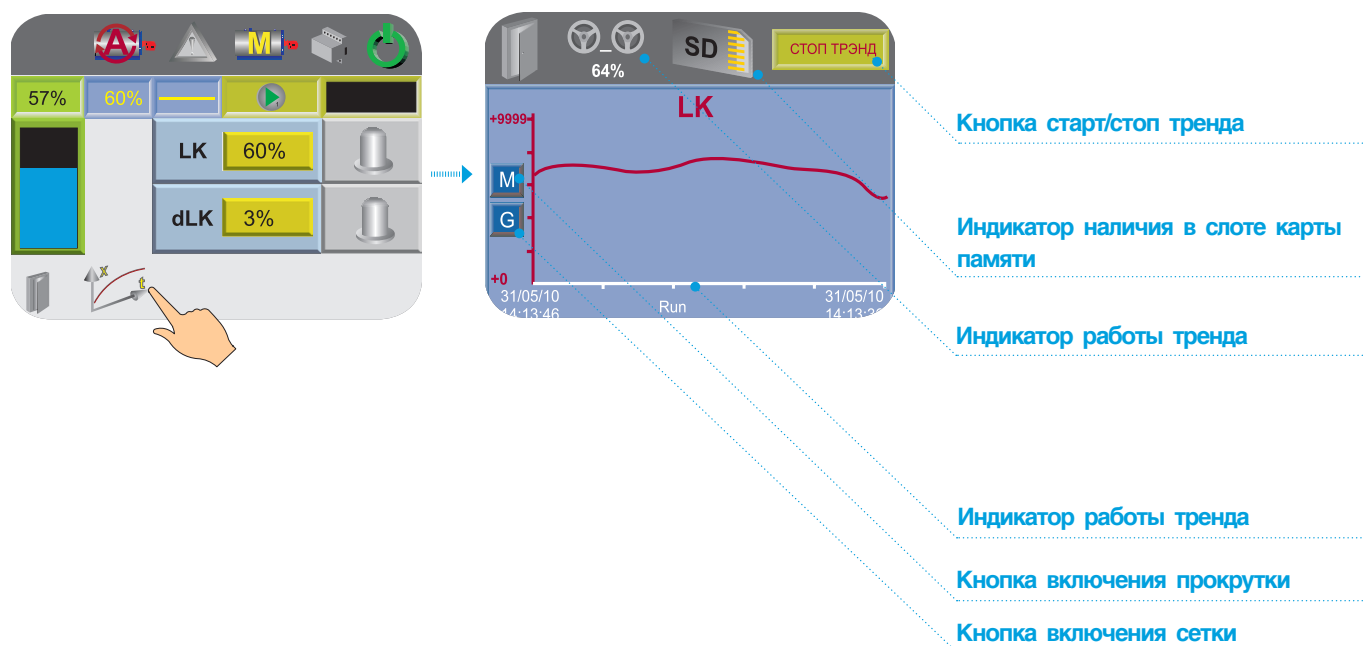 A
M
57%
60%
LK
60%
dLK
3%
x
t
64%
SD
СТОП ТРЭНД
LK
+9999
M
G
+0
31/05/10
14:13:46
Run
31/05/10
Кнопка старт/стоп тренда
Индикатор наличия в слоте карты
памяти
Индикатор работы тренда
Индикатор работы тренда
Кнопка включения прокрутки
Кнопка включения сетки